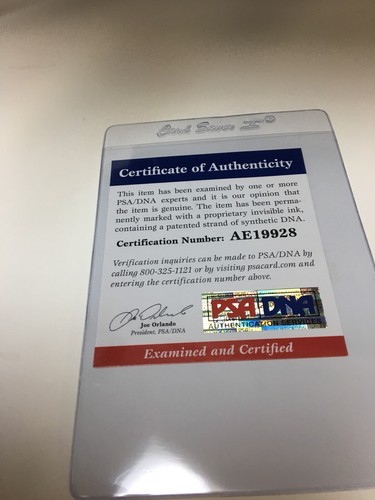 Card Saver I®
Certificate of Authenticity
This item has been examined by one or more
PSA/DNA experts and it is our opinion that
the item is genuine. The item has been perma-
nently marked with a proprietary invisible ink,
containing a patented strand of synthetic DNA.
Certification Number: AE19928
Verification inquiries can be made to PSA/DNA by
calling 800-325-1121 or by visiting psacard.com and
entering the certification number above.
PSA/DNA
AUTHENTICATION SERVICES
Joe Orlando
President, PSA/DNA
Examined and Certified